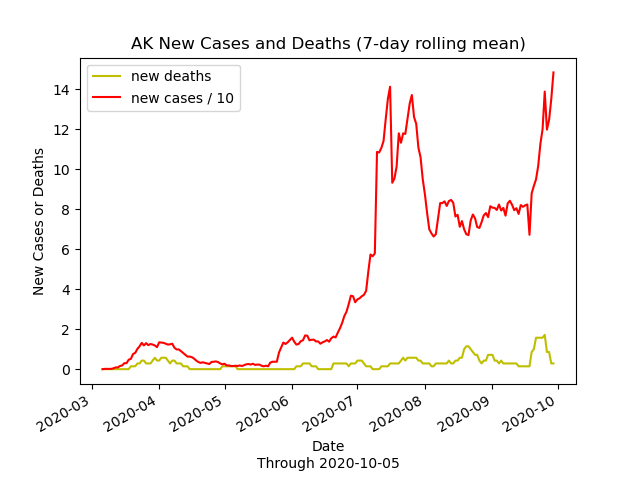 AK New Cases and Deaths (7-day rolling mean)
new deaths
new cases / 10
New Cases or Deaths
14
12
10
8
6
4
2
0
2020-03
2020-04
2020-05
2020-06
2020-07
2020-08
2020-09
2020-10
Date
Through 2020-10-05